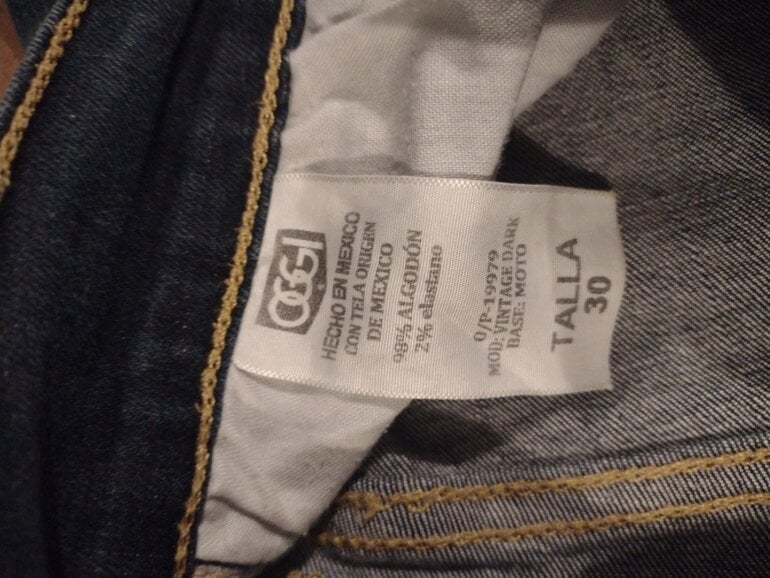 OGGI
HECHO EN MEXICO
CON TELA ORIGEN
DE MEXICO
98% ALGODÓN
2% elastano
O/P-19979
MOD: VINTAGE DARK
BASE: MOTO
TALLA
30